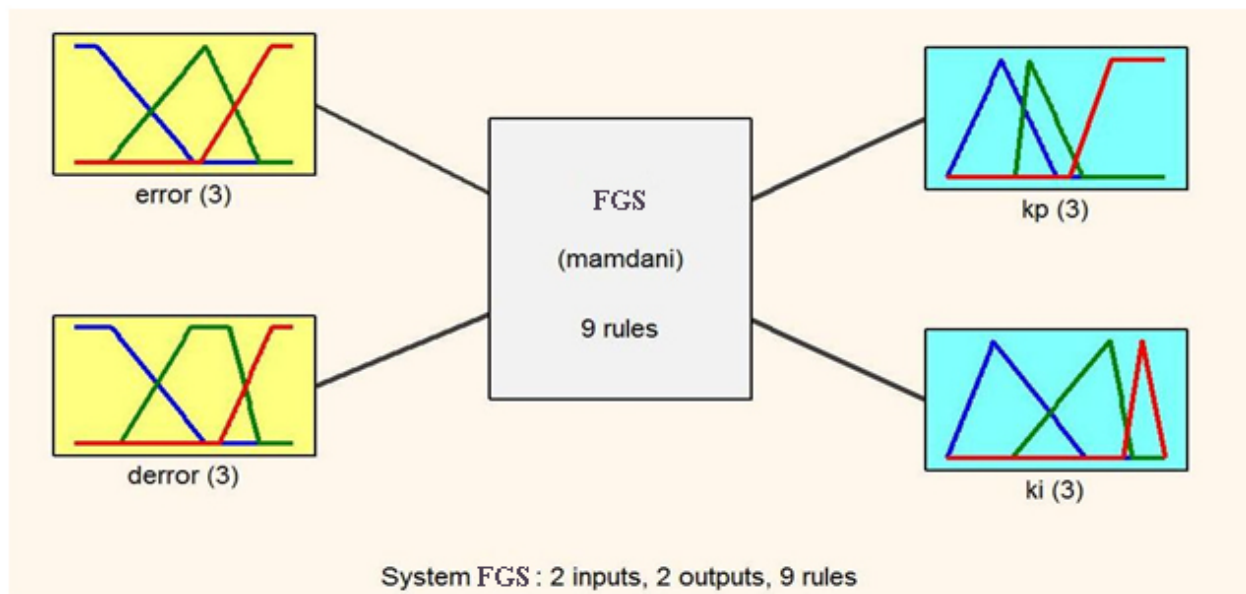 error (3)
derror (3)
FGS
(mamdani)
9 rules
kp (3)
ki (3)
System FGS : 2 inputs, 2 outputs, 9 rules